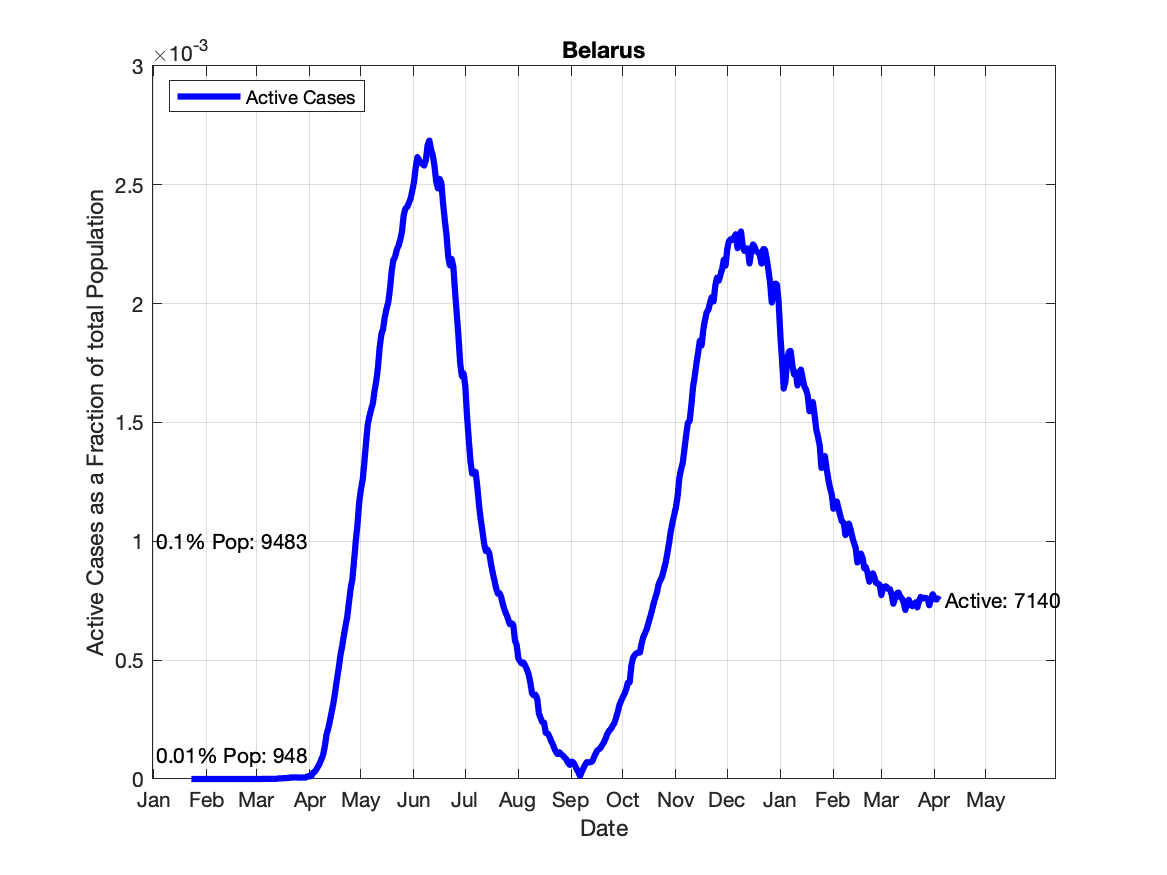 Belarus
×10-3
3
2.5
2
1.5
1
0.5
0
Active Cases
0.1% Pop: 9483
0.01% Pop: 948
Active: 7140
Active Cases as a Fraction of total Population
Jan Feb Mar Apr May Jun Jul Aug Sep Oct Nov Dec Jan Feb Mar Apr May
Date